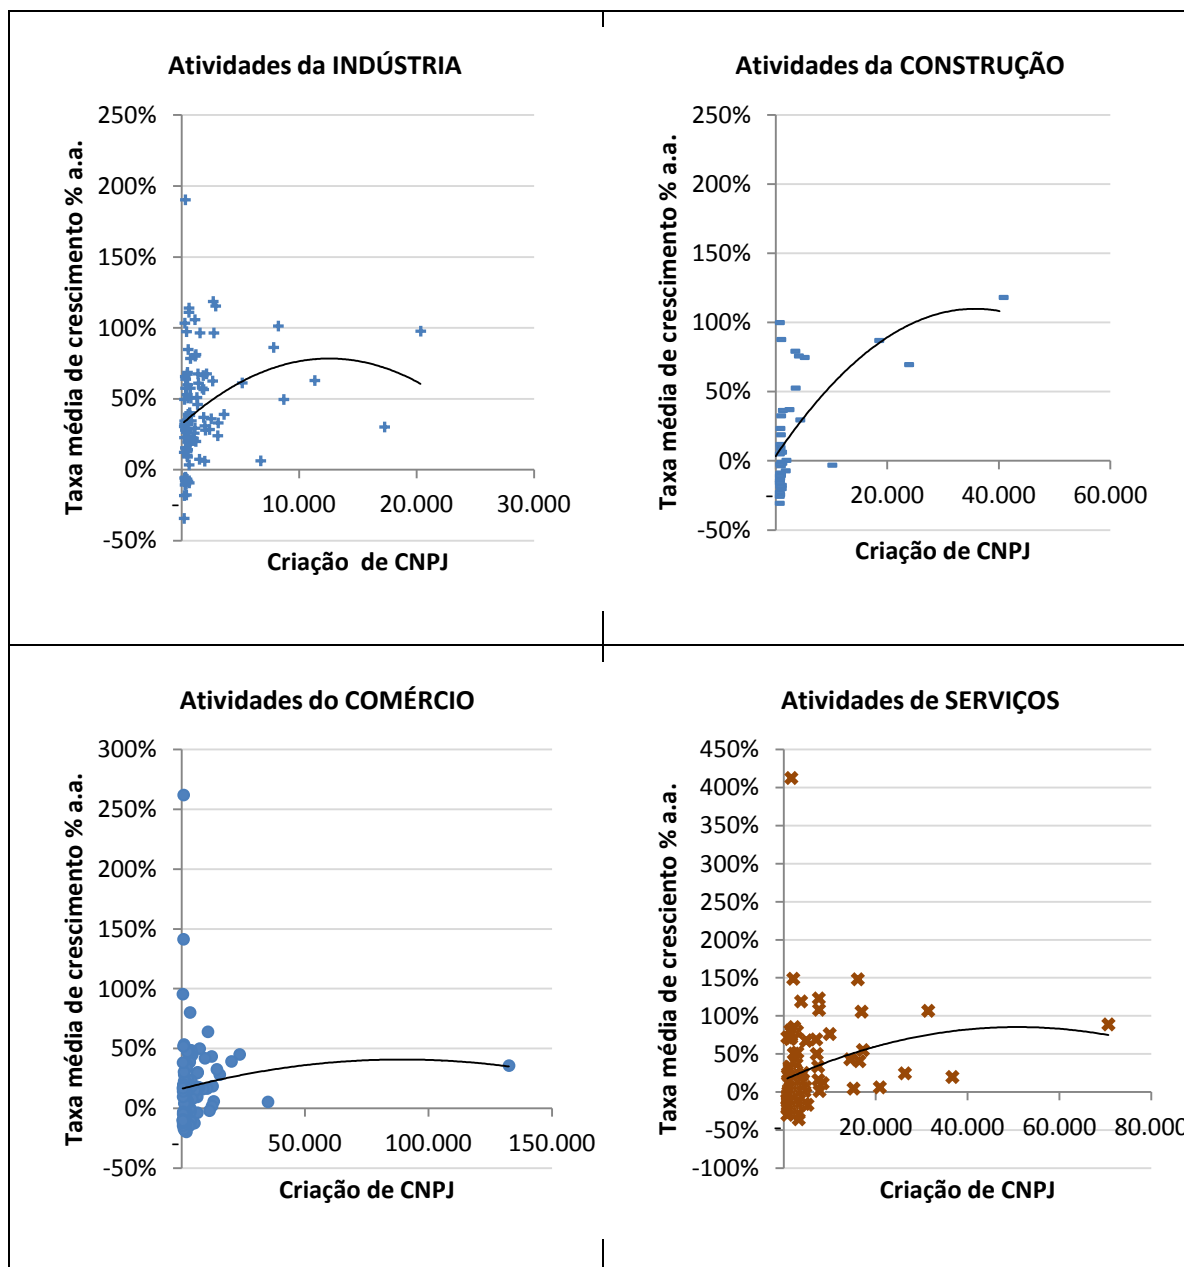 Atividades da INDÚSTRIA
Taxa média de crescimento % a.a.
250%
200%
150%
100%
50%
0%
-50%
- 10.000 20.000 30.000
Criação de CNPJ
Atividades da CONSTRUÇÃO
Taxa média de crescimento % a.a.
250%
200%
150%
100%
50%
0%
-50%
- 20.000 40.000 60.000
Criação de CNPJ
Atividades do COMÉRCIO
Taxa média de crescimento % a.a.
300%
250%
200%
150%
100%
50%
0%
-50%
- 50.000 100.000 150.000
Criação de CNPJ
Atividades de SERVIÇOS
Taxa média de cresciento % a.a.
450%
400%
350%
300%
250%
200%
150%
100%
50%
0%
-50%
-100%
- 20.000 40.000 60.000 80.000
Criação de CNPJ